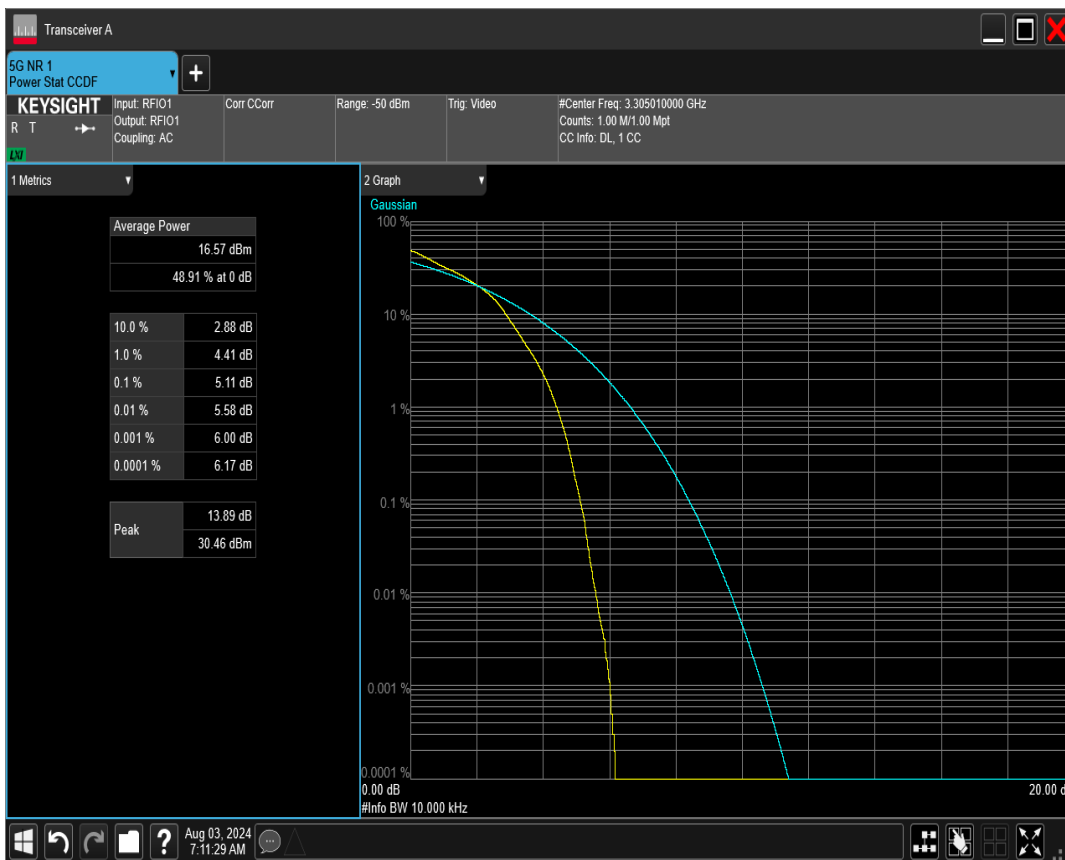 Transceiver A
5G NR 1
Power Stat CCDF
+
KEYSIGHT
R T
LXI
Input: RFIO1
Output: RFIO1
Coupling: AC
Corr CCorr
Range: -50 dBm
Trig: Video
#Center Freq: 3.305010000 GHz
Counts: 1.00 M/1.00 Mpt
CC Info: DL, 1 CC
1 Metrics
Average Power
16.57 dBm
48.91 % at 0 dB
10.0 % 2.88 dB
1.0 % 4.41 dB
0.1 % 5.11 dB
0.01 % 5.58 dB
0.001 % 6.00 dB
0.0001 % 6.17 dB
Peak
13.89 dB
30.46 dBm
2 Graph
Gaussian
100 %
10 %
1 %
0.1 %
0.01 %
0.001 %
0.0001 %
0.00 dB 20.00 d
#Info BW 10.000 kHz
?
Aug 03, 2024
7:11:29 AM